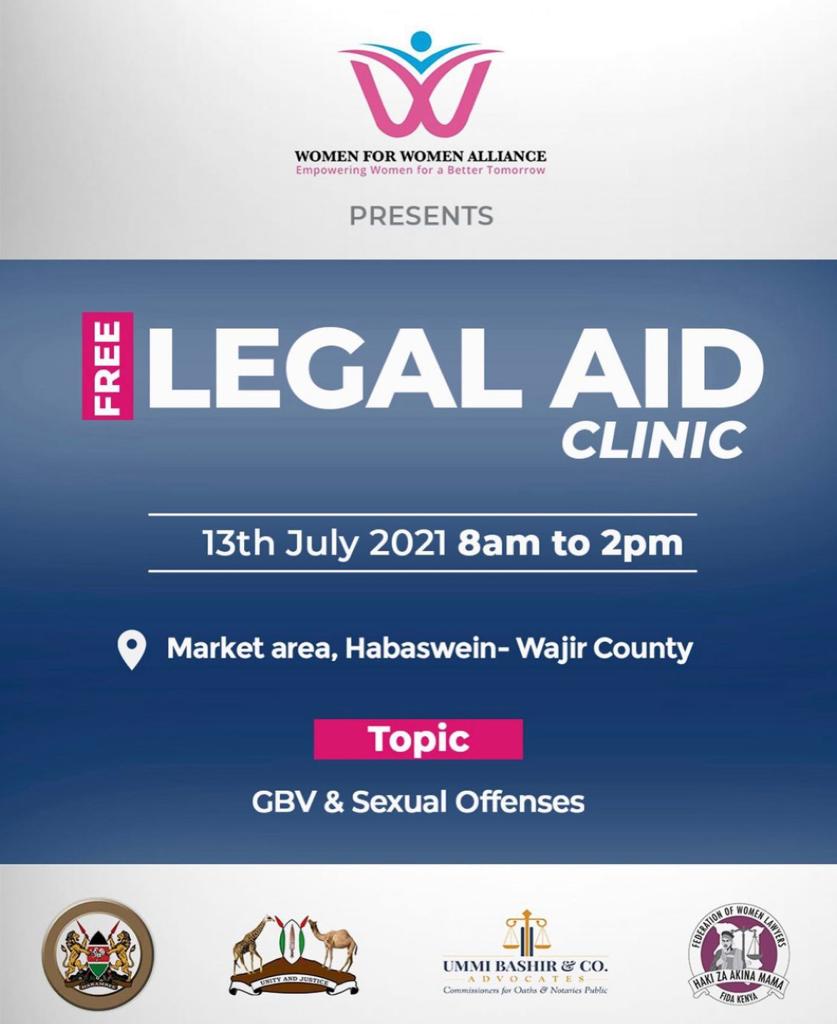 WOMEN FOR WOMEN ALLIANCE
Empowering Women for a Better Tomorrow
PRESENTS
FREE
LEGAL AID
CLINIC
13th July 2021 8am to 2pm
Market area, Habaswein- Wajir County
Topic
GBV & Sexual Offenses
HARAMBEE
UNITY AND JUSTICE
UMMI BASHIR & CO.
ADVOCATES
Commissioners for Oaths & Notaries Public
FEDERATION OF WOMEN LAWYERS
HAKI ZA AKINA MAMA
FIDA KENYA